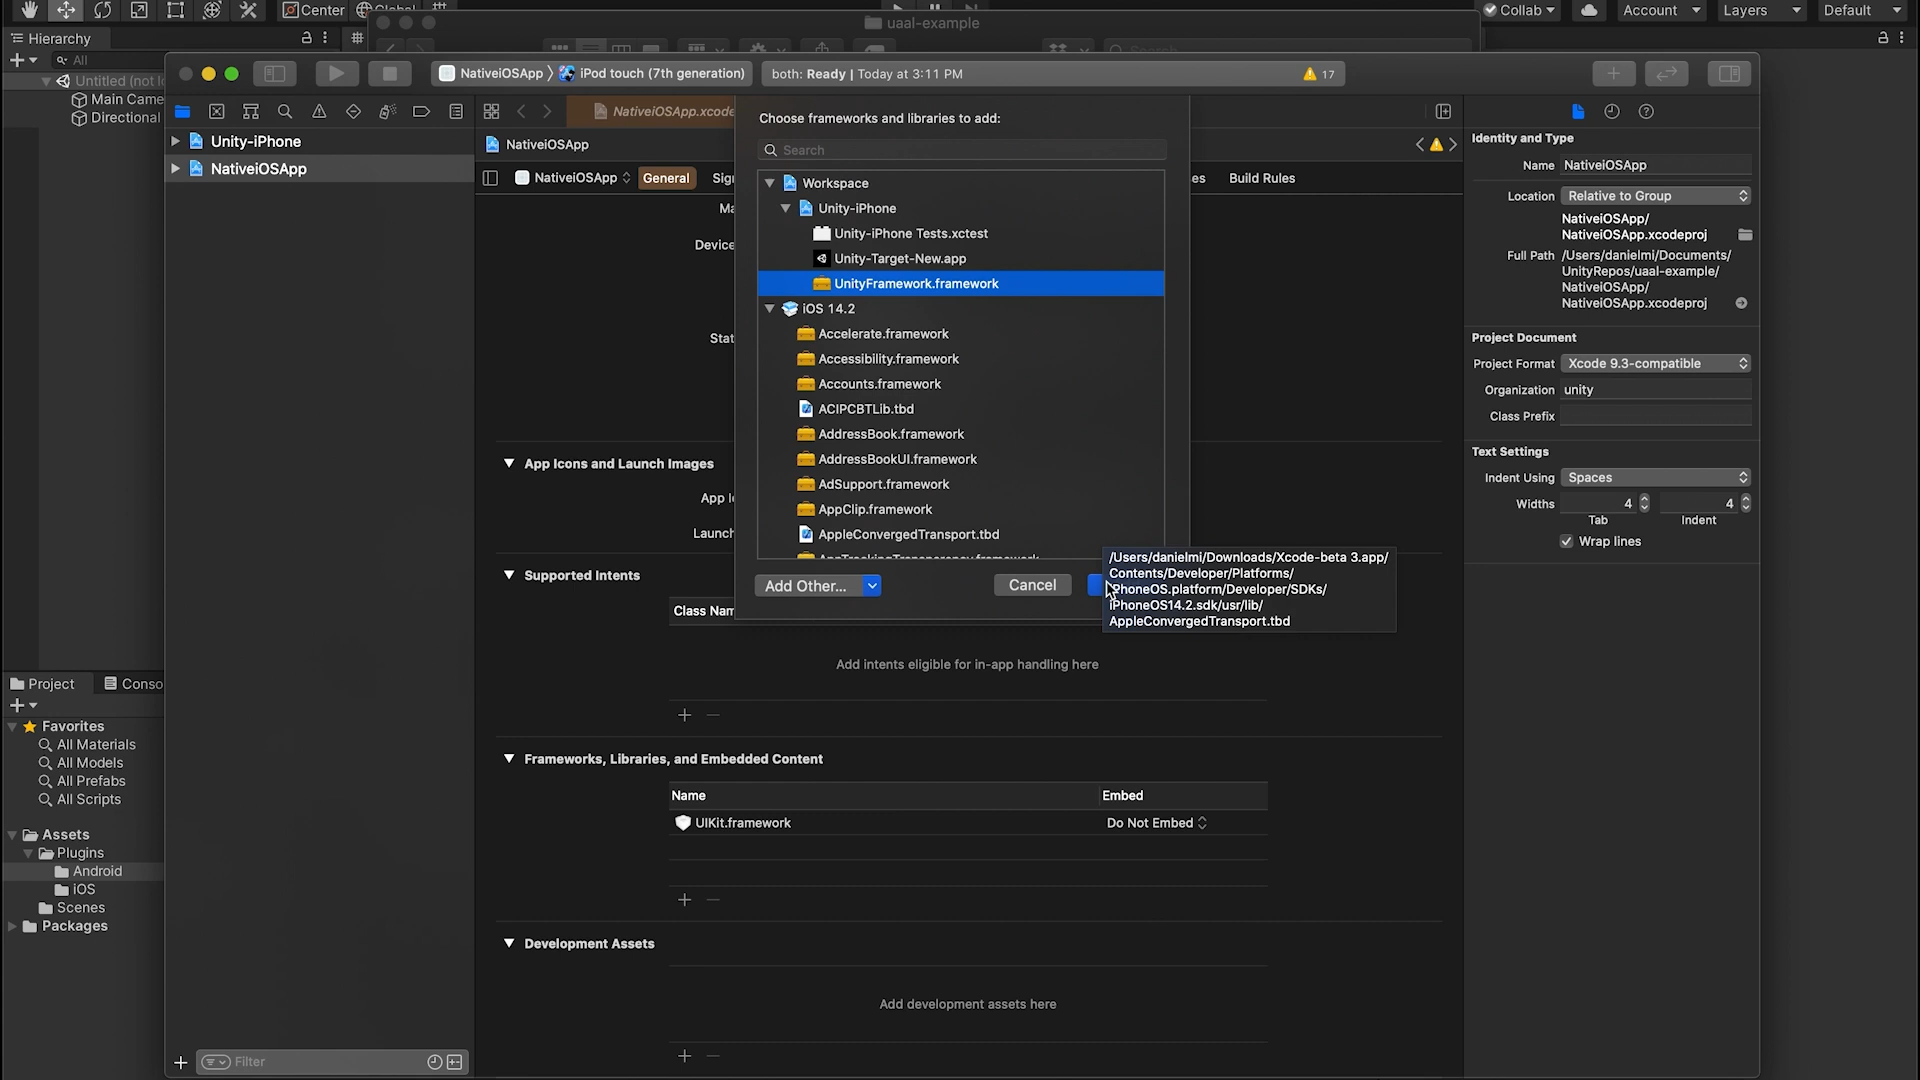 Center
Global
uaal-example
Collab
Account
Layers
Default
Hierarchy
All
Search
Untitled (not lo
Main Came
Directional
NativeiOSApp
iPod touch (7th generation)
both: Ready | Today at 3:11 PM
17
NativeiOSApp.xcode
Unity-iPhone
NativeiOSApp
NativeiOSApp
NativeiOSApp
General
Sig
es
Build Rules
Ma
Device
Stat
Choose frameworks and libraries to add:
Search
Workspace
Unity-iPhone
Unity-iPhone Tests.xctest
Unity-Target-New.app
UnityFramework.framework
iOS 14.2
Accelerate.framework
Accessibility.framework
Accounts.framework
ACIPCBTLib.tbd
AddressBook.framework
AddressBookUI.framework
AdSupport.framework
AppClip.framework
AppleConvergedTransport.tbd
AppTrackingTransparency.framework
Add Other...
Cancel
/Users/danielmi/Downloads/Xcode-beta 3.app/
Contents/Developer/Platforms/
iPhoneOS.platform/Developer/SDKs/
iPhoneOS14.2.sdk/usr/lib/
AppleConvergedTransport.tbd
App Icons and Launch Images
App I
Launch
Supported Intents
Class Nam
Add intents eligible for in-app handling here
Frameworks, Libraries, and Embedded Content
Name
Embed
UIKit.framework
Do Not Embed
Development Assets
Add development assets here
Identity and Type
Name NativeiOSApp
Location Relative to Group
NativeiOSApp/
NativeiOSApp.xcodeproj
Full Path /Users/danielmi/Documents/
UnityRepos/uaal-example/
NativeiOSApp/
NativeiOSApp.xcodeproj
Project Document
Project Format Xcode 9.3-compatible
Organization unity
Class Prefix
Text Settings
Indent Using Spaces
Widths 4 4
Tab Indent
Wrap lines
Project
Conso
Favorites
All Materials
All Models
All Prefabs
All Scripts
Assets
Plugins
Android
iOS
Scenes
Packages
Filter